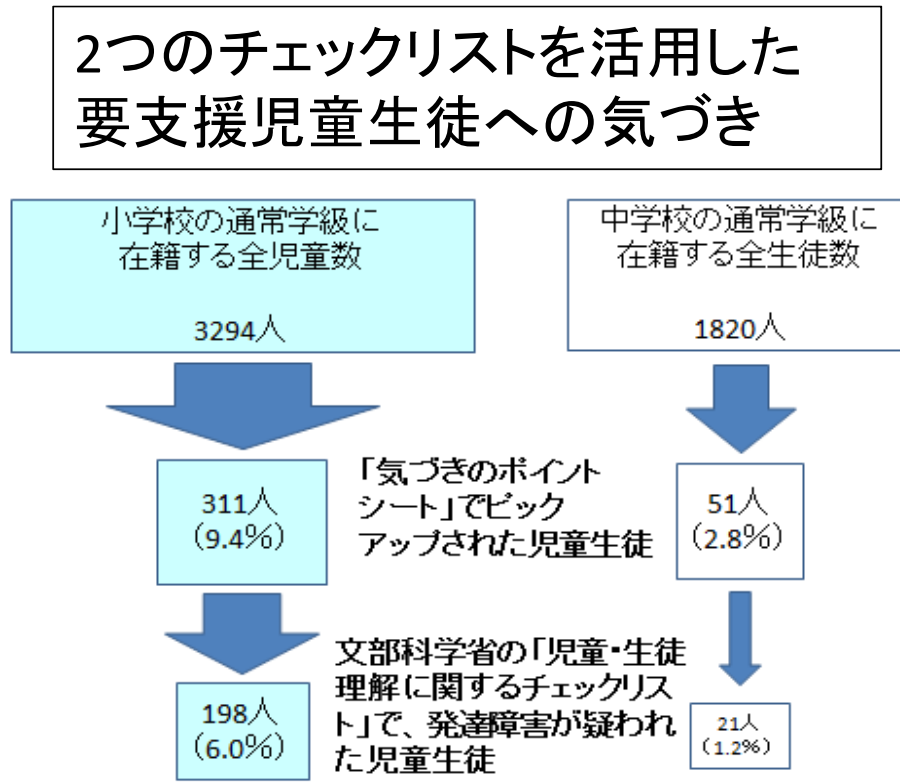 2つのチェックリストを活用した
要支援児童生徒への気づき
小学校の通常学級に
在籍する全児童数
3294人
中学校の通常学級に
在籍する全生徒数
1820人
311人
(9.4%)
「気づきのポイント
シート」でピック
アップされた児童生徒
51人
(2.8%)
198人
(6.0%)
文部科学省の「児童・生徒
理解に関するチェックリス
ト」で、発達障害が疑われ
た児童生徒
21人
(1.2%)